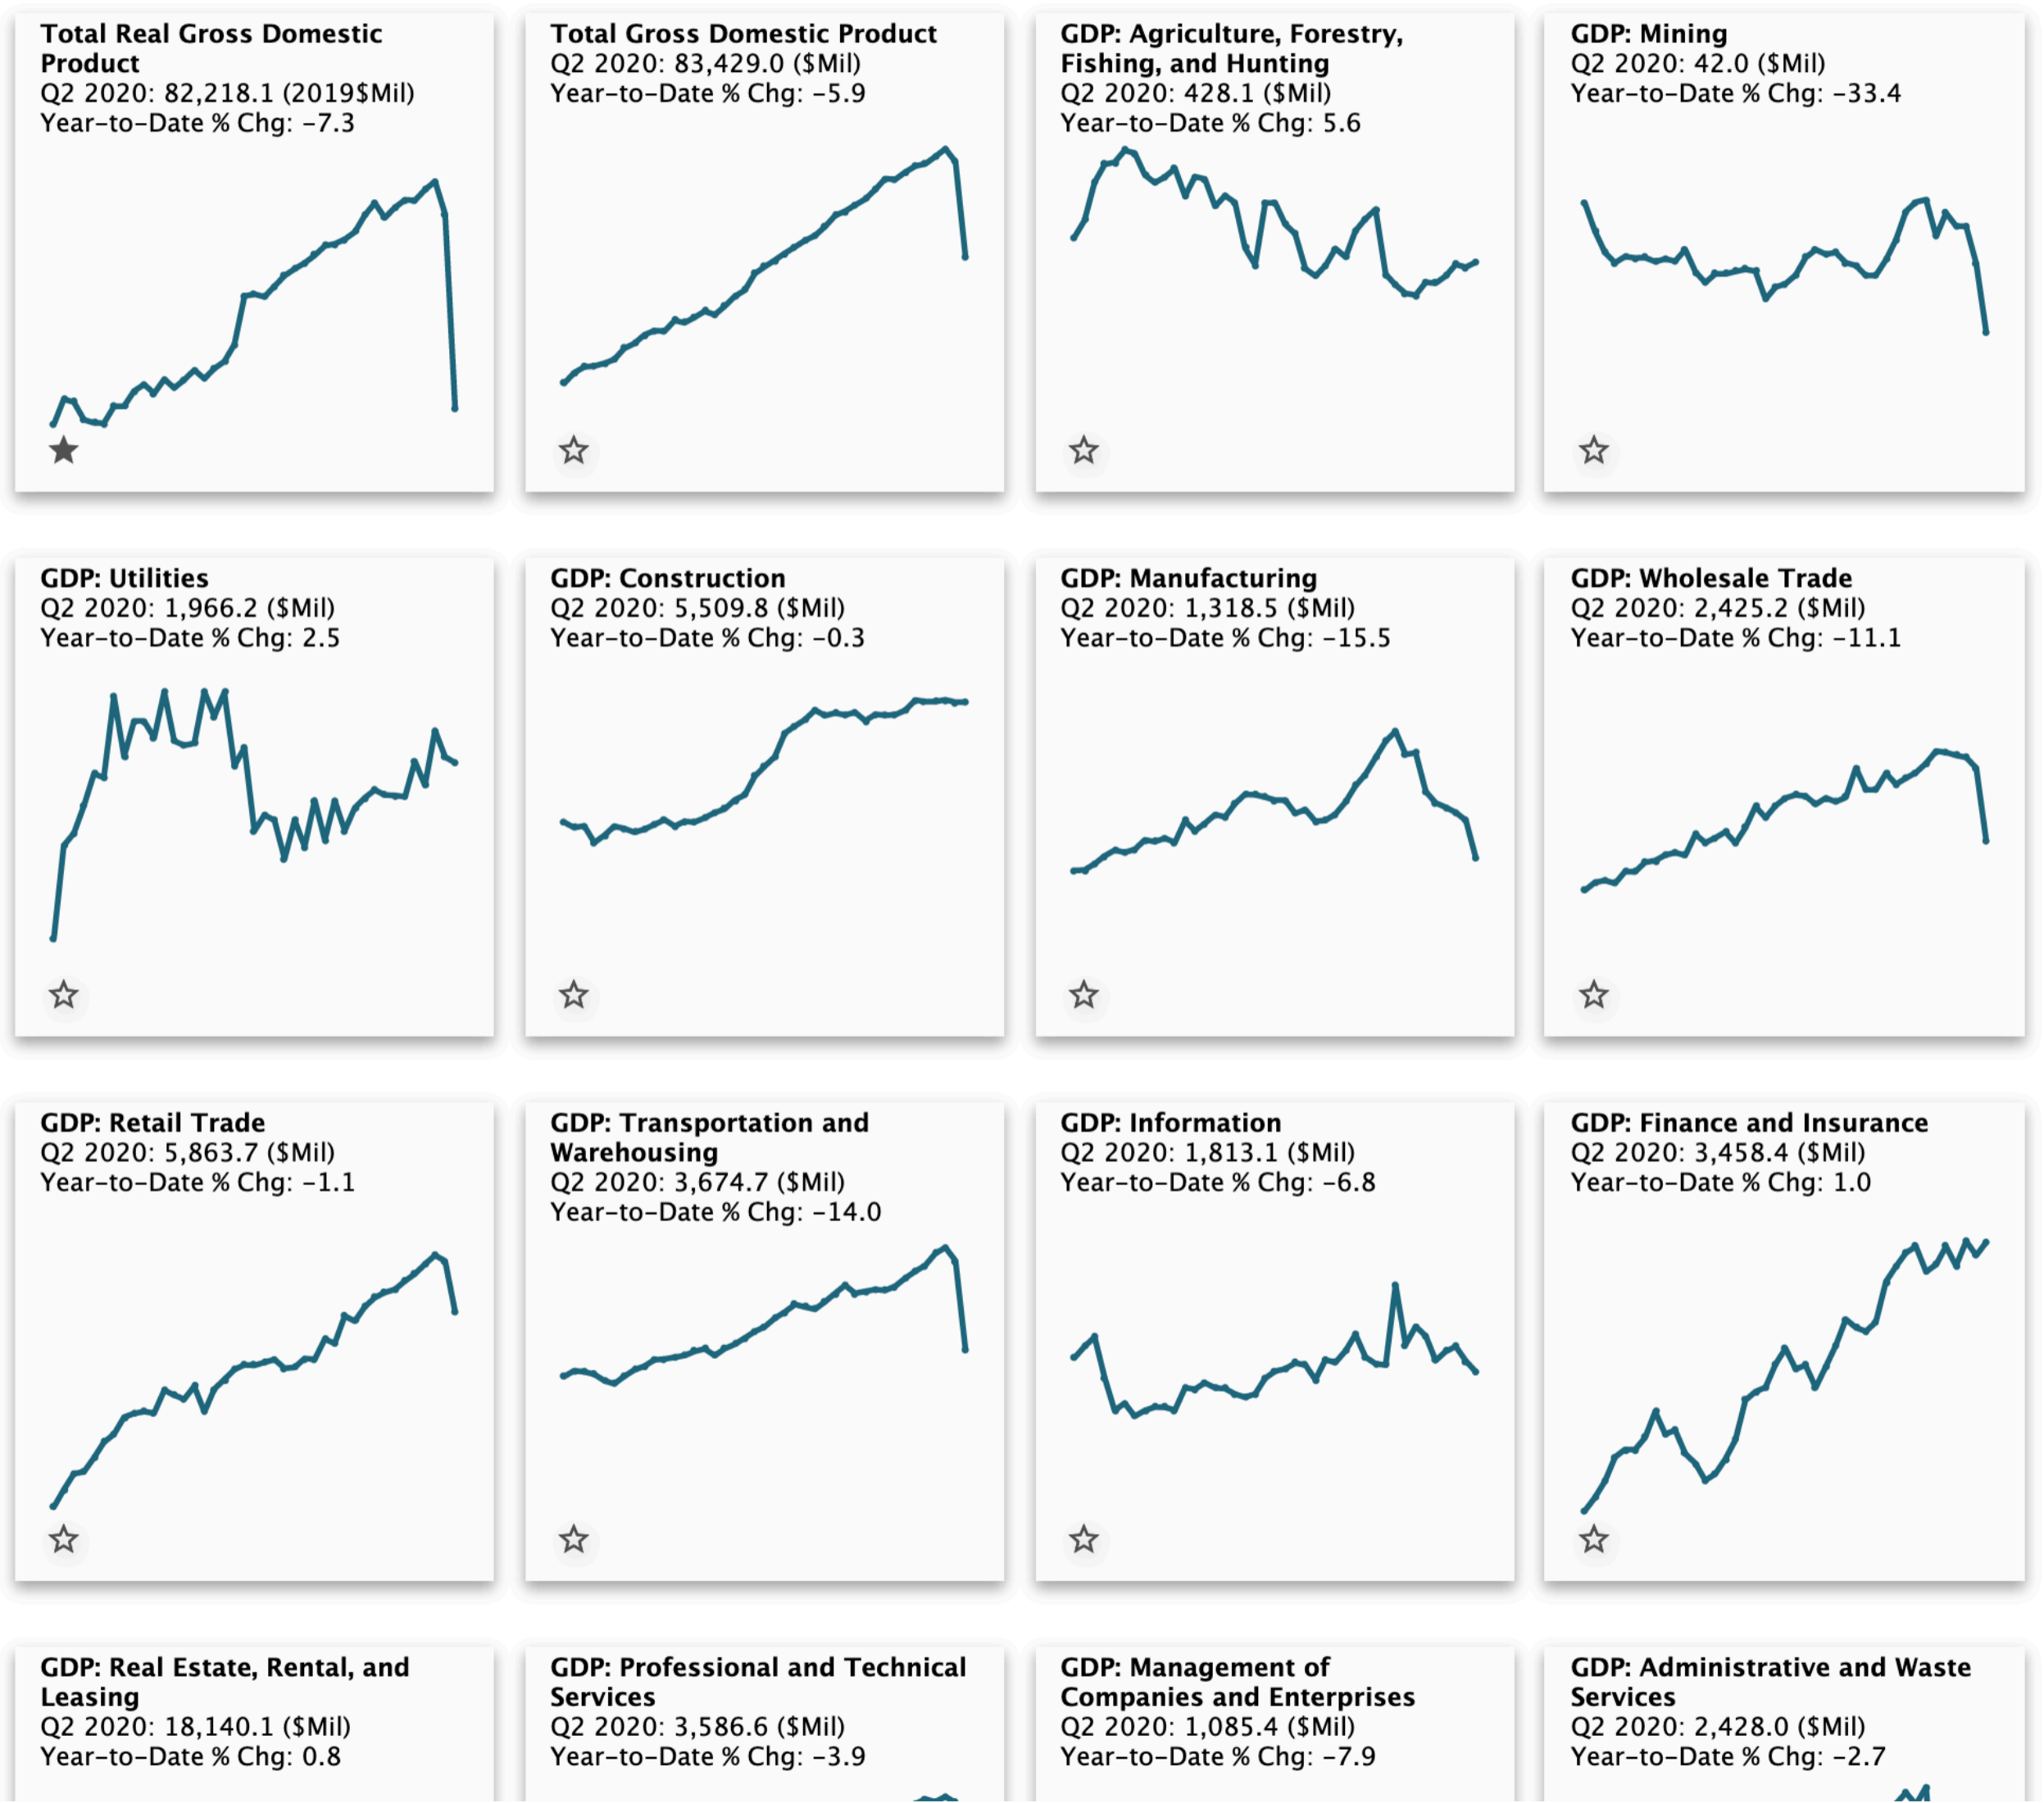 Total Real Gross Domestic
Product
Q2 2020: 82,218.1 (2019$Mil)
Year-to-Date % Chg: -7.3
Total Gross Domestic Product
Q2 2020: 83,429.0 ($Mil)
Year-to-Date % Chg: -5.9
GDP: Agriculture, Forestry,
Fishing, and Hunting
Q2 2020: 428.1 ($Mil)
Year-to-Date % Chg: 5.6
GDP: Mining
Q2 2020: 42.0 ($Mil)
Year-to-Date % Chg: -33.4
GDP: Utilities
Q2 2020: 1,966.2 ($Mil)
Year-to-Date % Chg: 2.5
GDP: Construction
Q2 2020: 5,509.8 ($Mil)
Year-to-Date % Chg: -0.3
GDP: Manufacturing
Q2 2020: 1,318.5 ($Mil)
Year-to-Date % Chg: -15.5
GDP: Wholesale Trade
Q2 2020: 2,425.2 ($Mil)
Year-to-Date % Chg: -11.1
GDP: Retail Trade
Q2 2020: 5,863.7 ($Mil)
Year-to-Date % Chg: -1.1
GDP: Transportation and
Warehousing
Q2 2020: 3,674.7 ($Mil)
Year-to-Date % Chg: -14.0
GDP: Information
Q2 2020: 1,813.1 ($Mil)
Year-to-Date % Chg: -6.8
GDP: Finance and Insurance
Q2 2020: 3,458.4 ($Mil)
Year-to-Date % Chg: 1.0
GDP: Real Estate, Rental, and
Leasing
Q2 2020: 18,140.1 ($Mil)
Year-to-Date % Chg: 0.8
GDP: Professional and Technical
Services
Q2 2020: 3,586.6 ($Mil)
Year-to-Date % Chg: -3.9
GDP: Management of
Companies and Enterprises
Q2 2020: 1,085.4 ($Mil)
Year-to-Date % Chg: -7.9
GDP: Administrative and Waste
Services
Q2 2020: 2,428.0 ($Mil)
Year-to-Date % Chg: -2.7